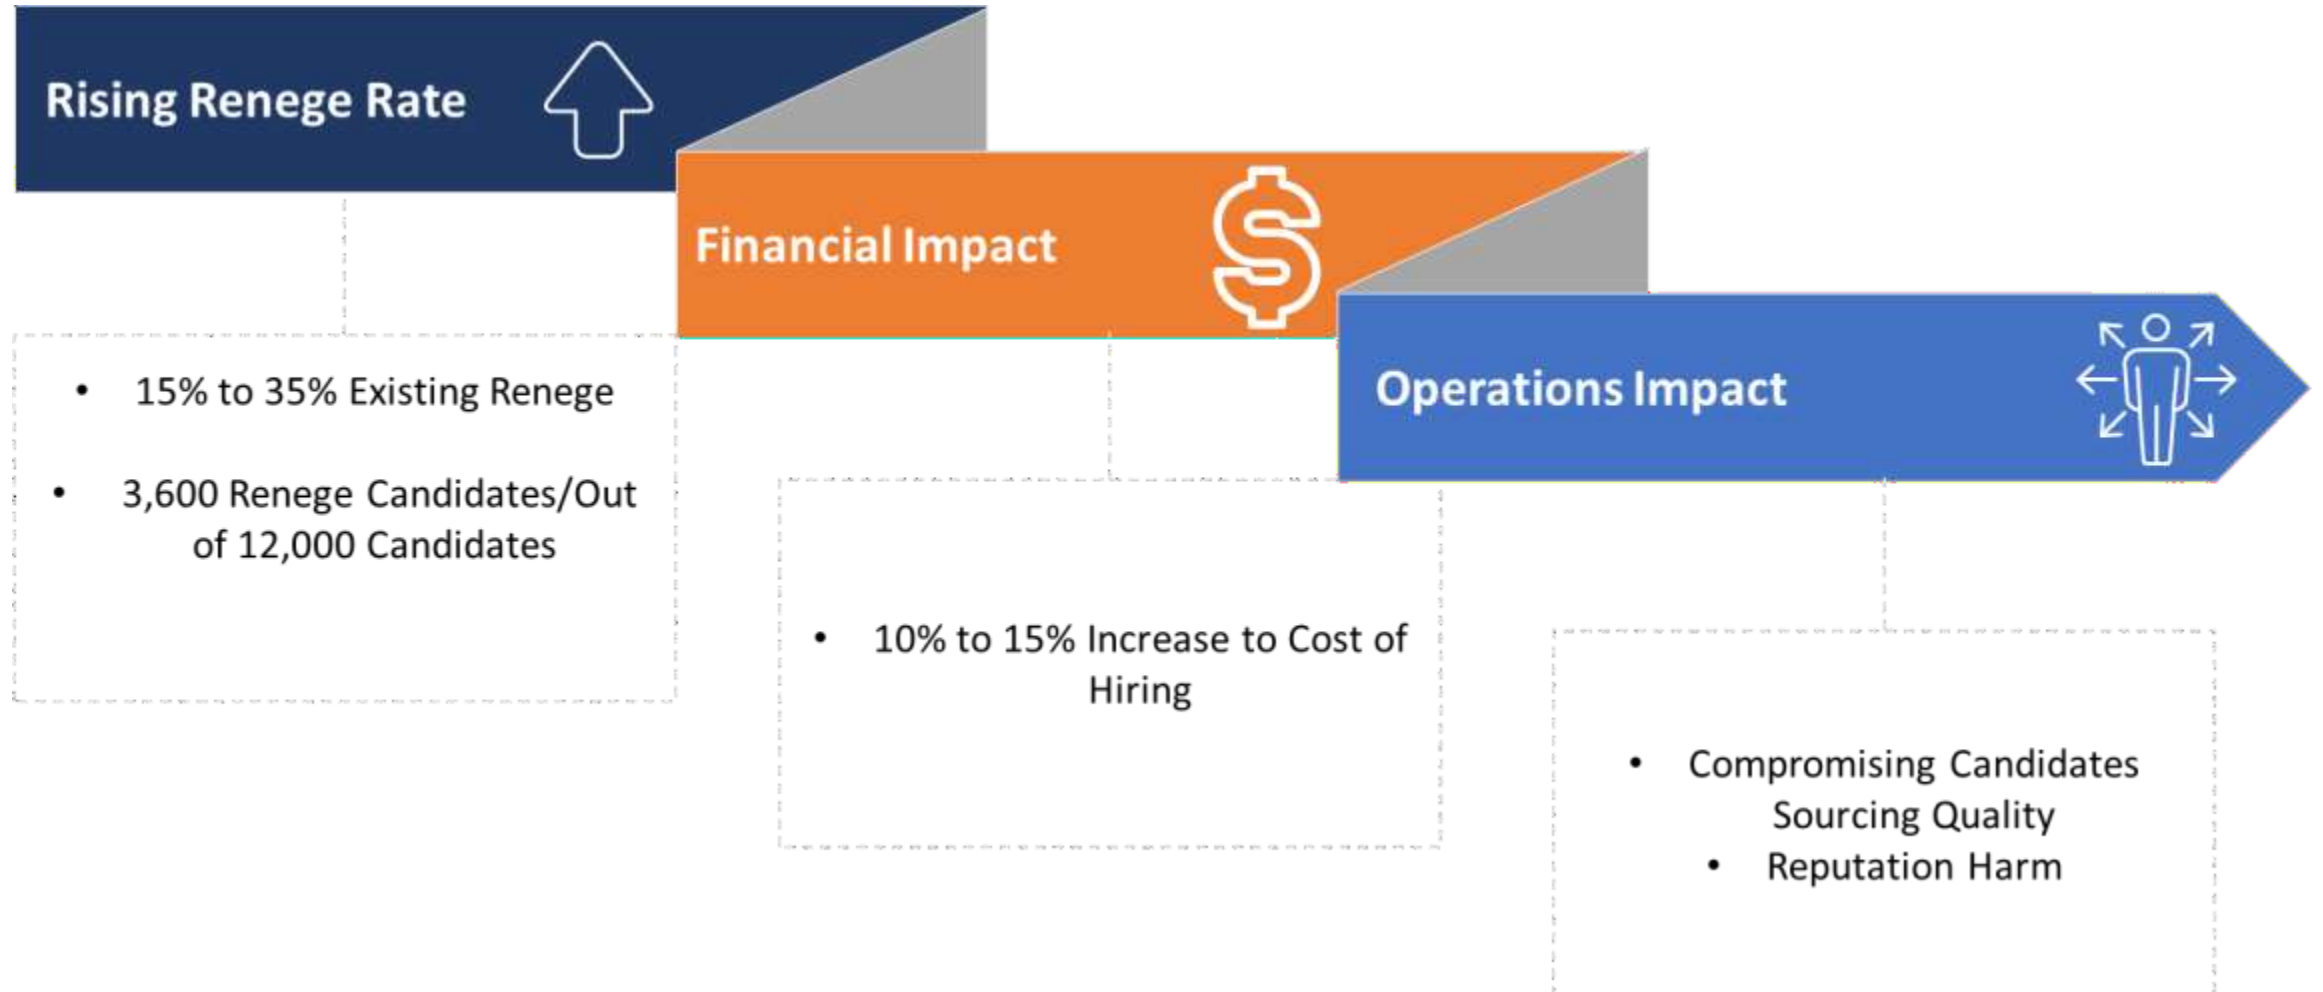 Rising Renege Rate
Financial Impact
Operations Impact
• 15% to 35% Existing Renege
• 3,600 Renege Candidates/Out
of 12,000 Candidates
• 10% to 15% Increase to Cost of
Hiring
• Compromising Candidates
Sourcing Quality
• Reputation Harm